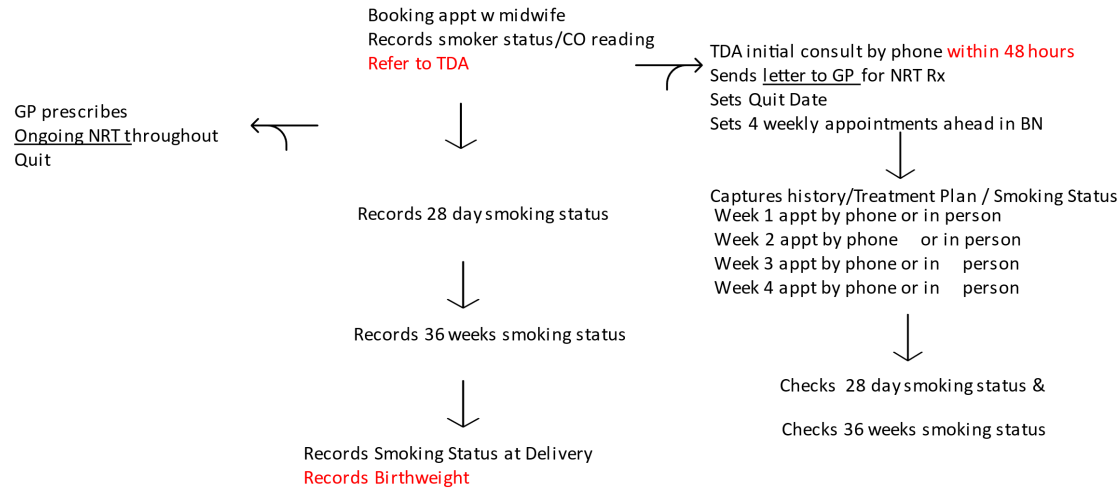 Booking appt w midwife
Records smoker status/CO reading
Refer to TDA
TDA initial consult by phone within 48 hours
Sends letter to GP for NRT Rx
Sets Quit Date
Sets 4 weekly appointments ahead in BN
GP prescribes
Ongoing NRT throughout
Quit
Captures history/Treatment Plan / Smoking Status
Week 1 appt by phone or in person
Week 2 appt by phone or in person
Week 3 appt by phone or in person
Week 4 appt by phone or in person
Records 28 day smoking status
Records 36 weeks smoking status
Checks 28 day smoking status &
Checks 36 weeks smoking status
Records Smoking Status at Delivery
Records Birthweight